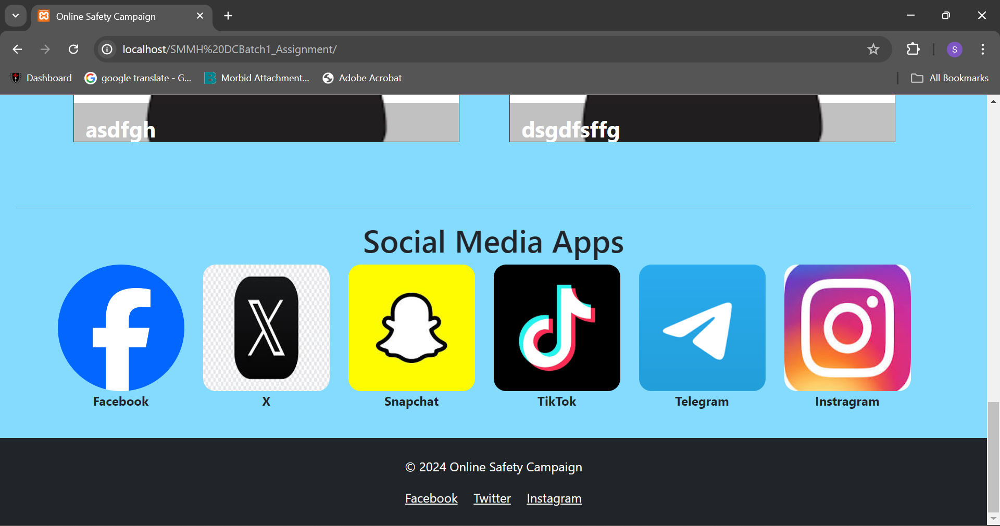 Online Safety Campaign
localhost/SMMH%20DCBatch1_Assignment/
S
Dashboard
google translate - G...
Morbid Attachment...
Adobe Acrobat
All Bookmarks
asdfgh
dsgdfsffg
Social Media Apps
Facebook
X
Snapchat
TikTok
Telegram
Instragram
© 2024 Online Safety Campaign
Facebook Twitter Instagram